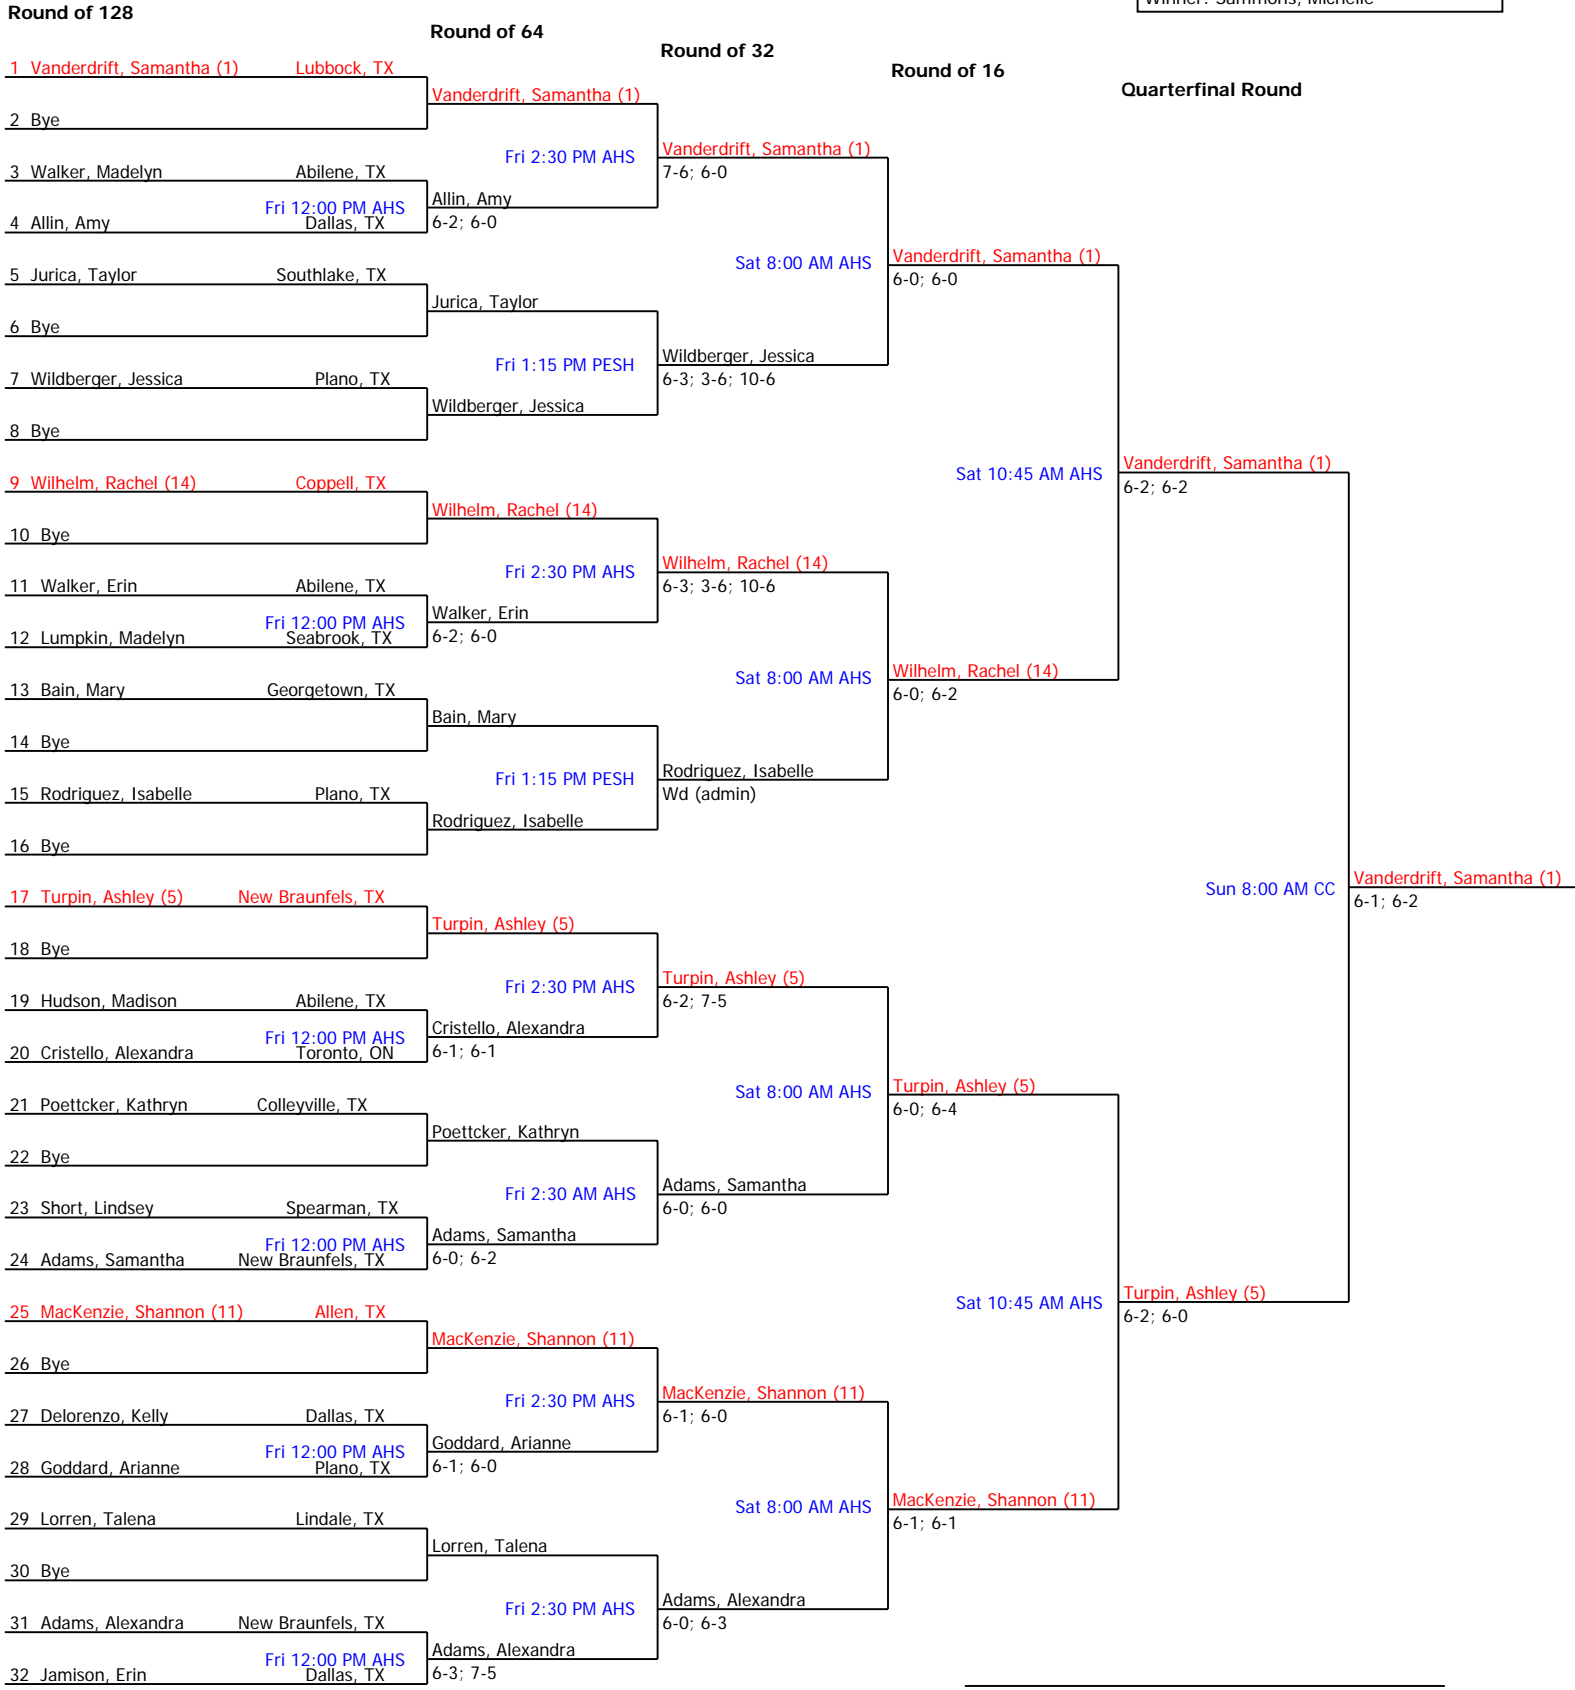 Winner: Sammons, Michelle
Round of 128
Round of 64
Round of 32
Round of 16
Quarterfinal Round
1 Vanderdrift, Samantha (1) Lubbock, TX
2 Bye
3 Walker, Madelyn Abilene, TX
Fri 12:00 PM AHS
4 Allin, Amy Dallas, TX
5 Jurica, Taylor Southlake, TX
6 Bye
7 Wildberger, Jessica Plano, TX
8 Bye
9 Wilhelm, Rachel (14) Coppell, TX
10 Bye
11 Walker, Erin Abilene, TX
Fri 12:00 PM AHS
12 Lumpkin, Madelyn Seabrook, TX
13 Bain, Mary Georgetown, TX
14 Bye
15 Rodriguez, Isabelle Plano, TX
16 Bye
17 Turpin, Ashley (5) New Braunfels, TX
18 Bye
19 Hudson, Madison Abilene, TX
Fri 12:00 PM AHS
20 Cristello, Alexandra Toronto, ON
21 Poettcker, Kathryn Colleyville, TX
22 Bye
23 Short, Lindsey Spearman, TX
Fri 12:00 PM AHS
24 Adams, Samantha New Braunfels, TX
25 MacKenzie, Shannon (11) Allen, TX
26 Bye
27 Delorenzo, Kelly Dallas, TX
Fri 12:00 PM AHS
28 Goddard, Arianne Plano, TX
29 Lorren, Talena Lindale, TX
30 Bye
31 Adams, Alexandra New Braunfels, TX
Fri 12:00 PM AHS
32 Jamison, Erin Dallas, TX
Vanderdrift, Samantha (1)
Fri 2:30 PM AHS
Allin, Amy
6-2; 6-0
Jurica, Taylor
Fri 1:15 PM PESH
Wildberger, Jessica
Wilhelm, Rachel (14)
Fri 2:30 PM AHS
Walker, Erin
6-2; 6-0
Bain, Mary
Fri 1:15 PM PESH
Rodriguez, Isabelle
Turpin, Ashley (5)
Fri 2:30 PM AHS
Cristello, Alexandra
6-1; 6-1
Poettcker, Kathryn
Fri 2:30 AM AHS
Adams, Samantha
6-0; 6-2
MacKenzie, Shannon (11)
Fri 2:30 PM AHS
Goddard, Arianne
6-1; 6-0
Lorren, Talena
Fri 2:30 PM AHS
Adams, Alexandra
6-3; 7-5
Vanderdrift, Samantha (1)
7-6; 6-0
Sat 8:00 AM AHS
Wildberger, Jessica
6-3; 3-6; 10-6
Wilhelm, Rachel (14)
6-3; 3-6; 10-6
Sat 8:00 AM AHS
Rodriguez, Isabelle
Wd (admin)
Turpin, Ashley (5)
6-2; 7-5
Sat 8:00 AM AHS
Adams, Samantha
6-0; 6-0
MacKenzie, Shannon (11)
6-1; 6-0
Sat 8:00 AM AHS
Adams, Alexandra
6-0; 6-3
Vanderdrift, Samantha (1)
6-0; 6-0
Sat 10:45 AM AHS
Wilhelm, Rachel (14)
6-0; 6-2
Turpin, Ashley (5)
6-0; 6-4
Sat 10:45 AM AHS
MacKenzie, Shannon (11)
6-1; 6-1
Vanderdrift, Samantha (1)
6-2; 6-2
Sun 8:00 AM CC
Turpin, Ashley (5)
6-2; 6-0
Vanderdrift, Samantha (1)
6-1; 6-2